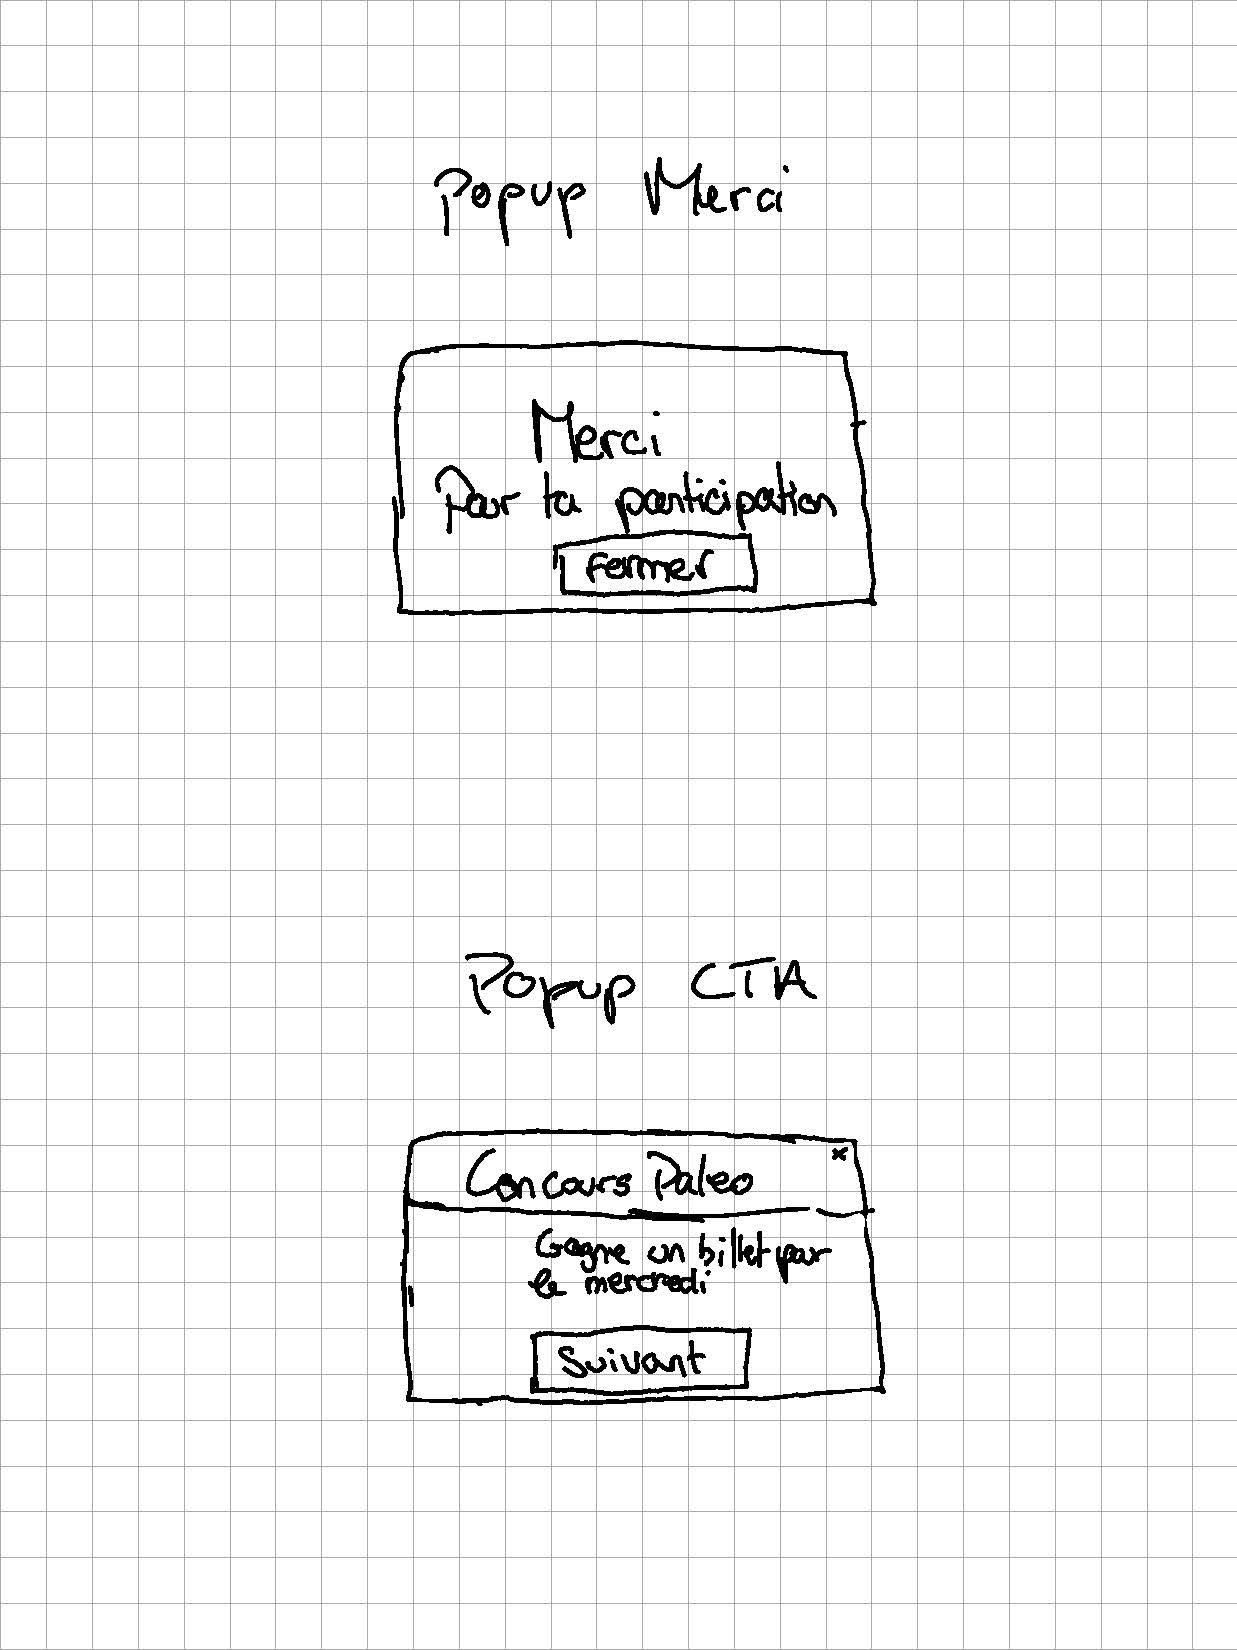 Popup Merci
Merci
Pour ta participation
Fermer
Popup CTA
Concours Paleo
x
Gagne un billet pour
le mercredi
Suivant